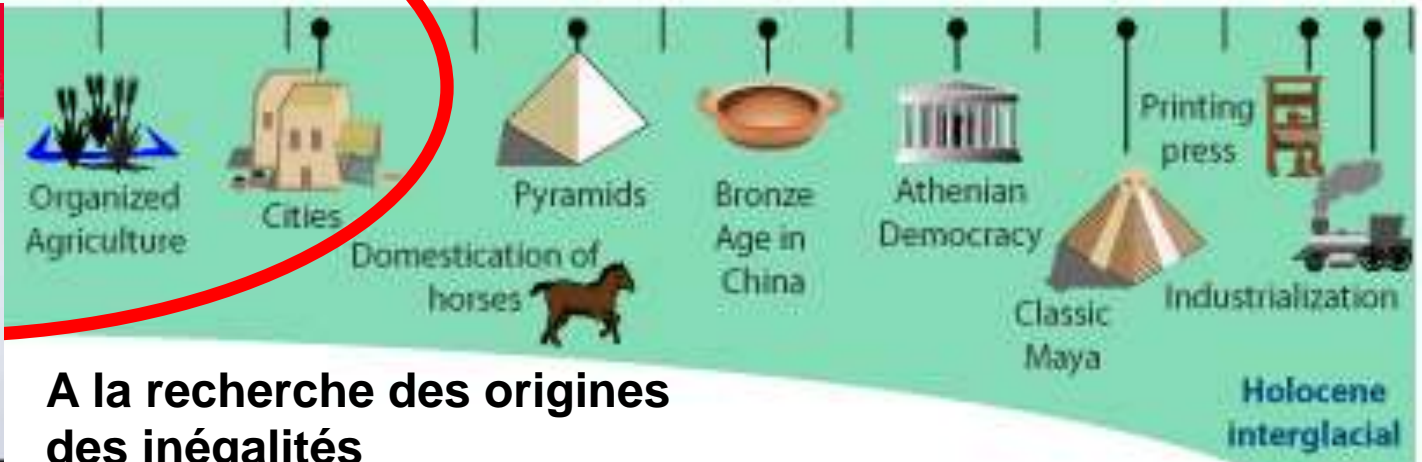 Organized
Agriculture
Cities
Domestication of
horses
Pyramids
Bronze
Age in
China
Athenian
Democracy
Classic
Maya
Printing
press
Industrialization
Holocene
interglacial
A la recherche des origines
des inégalités